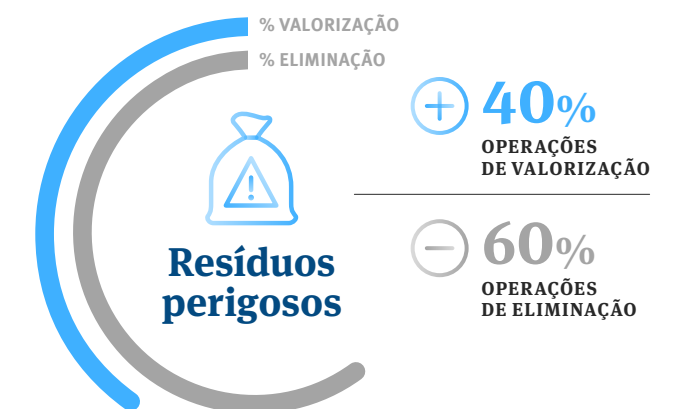 % VALORIZAÇÃO
% ELIMINAÇÃO
Resíduos
perigosos
40%
OPERAÇÕES
DE VALORIZAÇÃO
60%
OPERAÇÕES
DE ELIMINAÇÃO